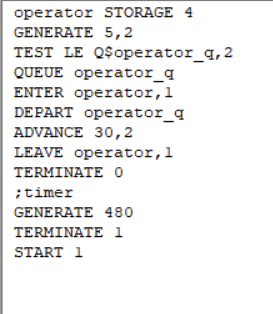 operator STORAGE 4
GENERATE 5,2
TEST LE Q$operator_q,2
QUEUE operator_q
ENTER operator,1
DEPART operator_q
ADVANCE 30,2
LEAVE operator,1
TERMINATE 0
;timer
GENERATE 480
TERMINATE 1
START 1